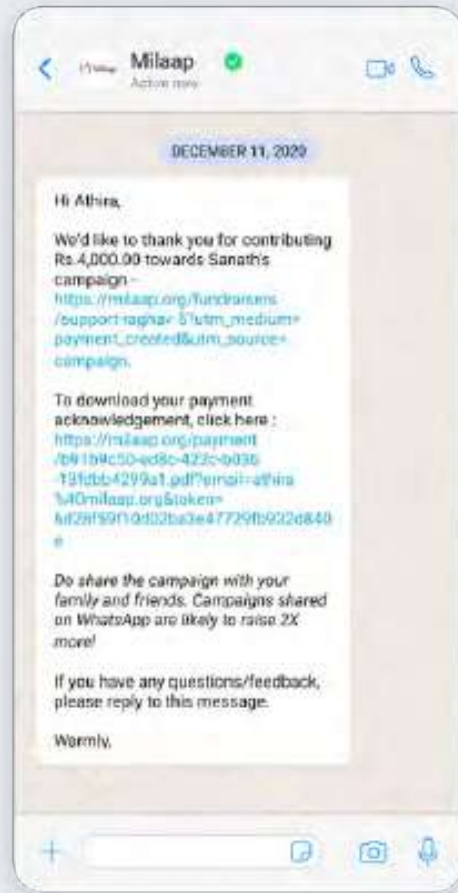 Milaap
Active now
DECEMBER 11, 2020
Hi Athira,
We'd like to thank you for contributing
Rs.4,000.00 towards Sanath's
campaign -
https://milaap.org/fundraisers
payment_created&utm_source=
campaign.
To download your payment
acknowledgement, click here :
https://milaap.org/payment
Do share the campaign with your
family and friends. Campaigns shared
on WhatsApp are likely to raise 2X
more!
If you have any questions/feedback,
please reply to this message.
Warmly,